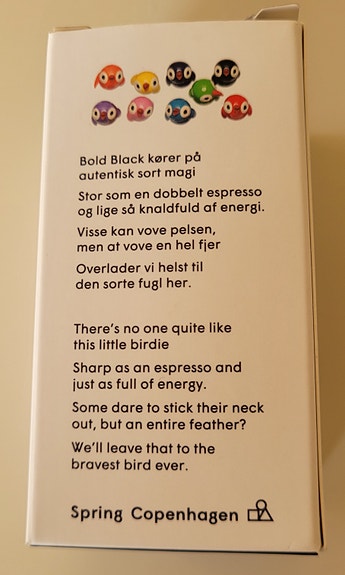 Bold Black kører på
autentisk sort magi
Stor som en dobbelt espresso
og lige så knaldfuld af energi.
Visse kan vove pelsen,
men at vove en hel fjer
Overlader vi helst til
den sorte fugl her.
There's no one quite like
this little birdie
Sharp as an espresso and
just as full of energy.
Some dare to stick their neck
out, but an entire feather?
We'll leave that to the
bravest bird ever.
Spring Copenhagen